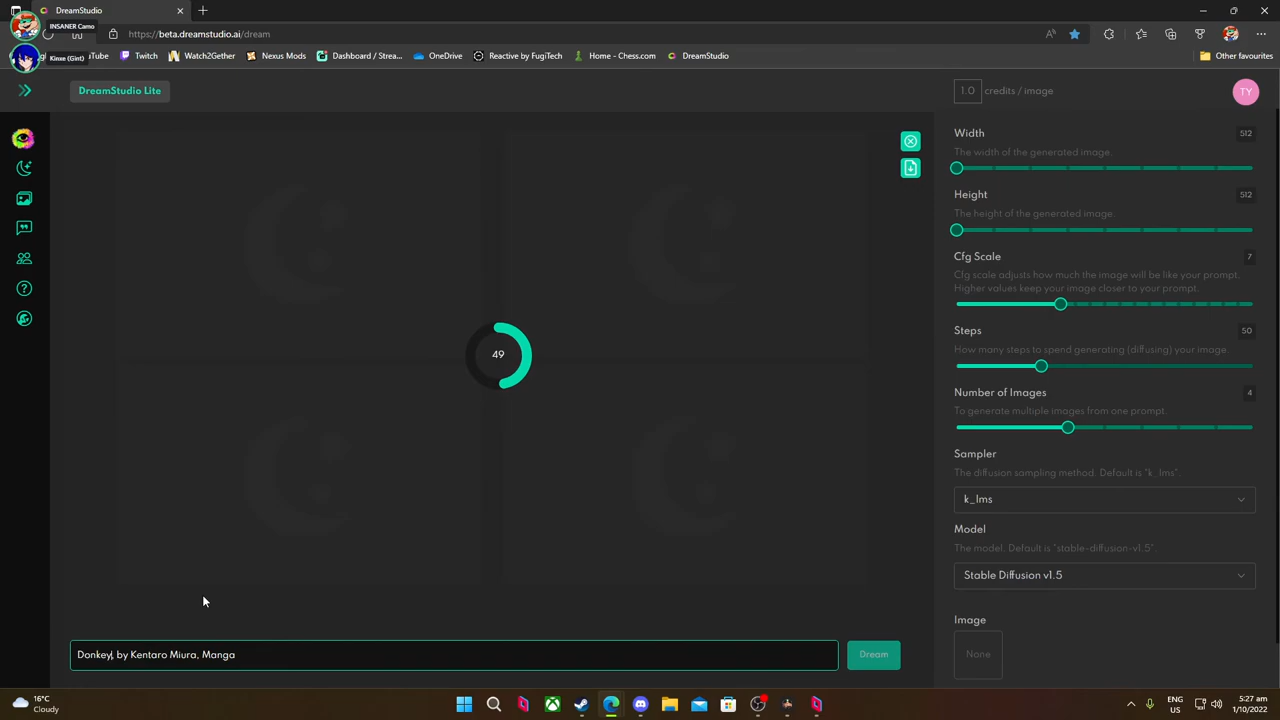 DreamStudio
INSANER Camo
https://beta.dreamstudio.ai/dream
Kinxe (Gint)
uTube
Twitch
Watch2Gether
Nexus Mods
Dashboard / Strea...
OneDrive
Reactive by FugiTech
Home - Chess.com
DreamStudio
Other favourites
DreamStudio Lite
1.0 credits / image
TY
Width
512
The width of the generated image.
Height
512
The height of the generated image.
Cfg Scale
7
Cfg scale adjusts how much the image will be like your prompt.
Higher values keep your image closer to your prompt.
Steps
50
How many steps to spend generating (diffusing) your image.
49
Number of Images
4
To generate multiple images from one prompt.
Sampler
The diffusion sampling method. Default is "k_lms".
k_lms
Model
The model. Default is "stable-diffusion-v1.5".
Stable Diffusion v1.5
Image
None
Donkey, by Kentaro Miura, Manga
Dream
16°C
Cloudy
ENG
US
5:27 am
1/10/2022